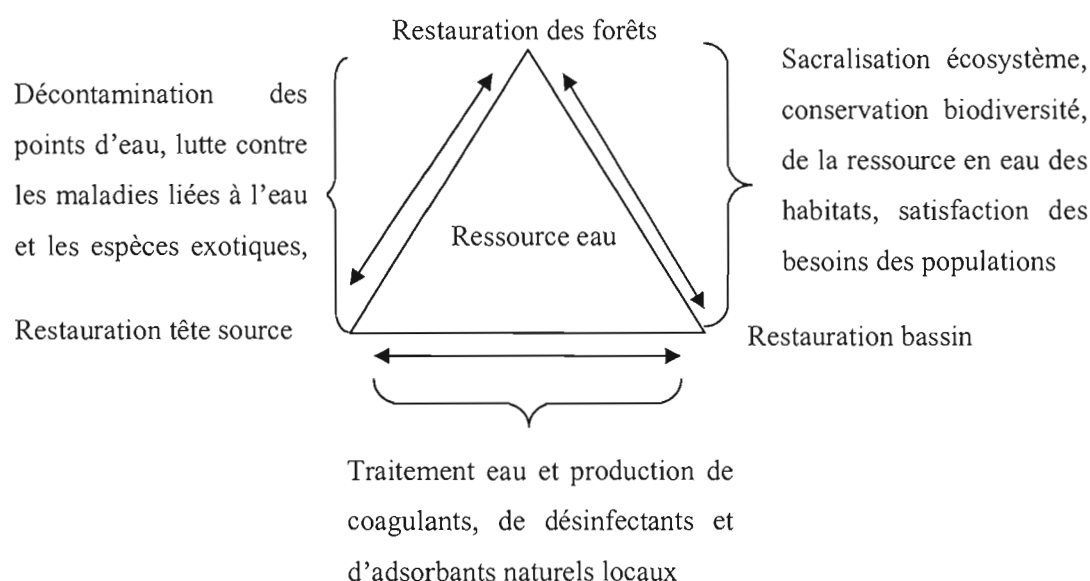 Restauration des forêts
Décontamination des
points d'eau, lutte contre
les maladies liées à l'eau
et les espèces exotiques,
Sacralisation écosystème,
conservation biodiversité,
de la ressource en eau des
habitats, satisfaction des
besoins des populations
Ressource eau
Restauration tête source
Restauration bassin
Traitement eau et production de
coagulants, de désinfectants et
d'adsorbants naturels locaux